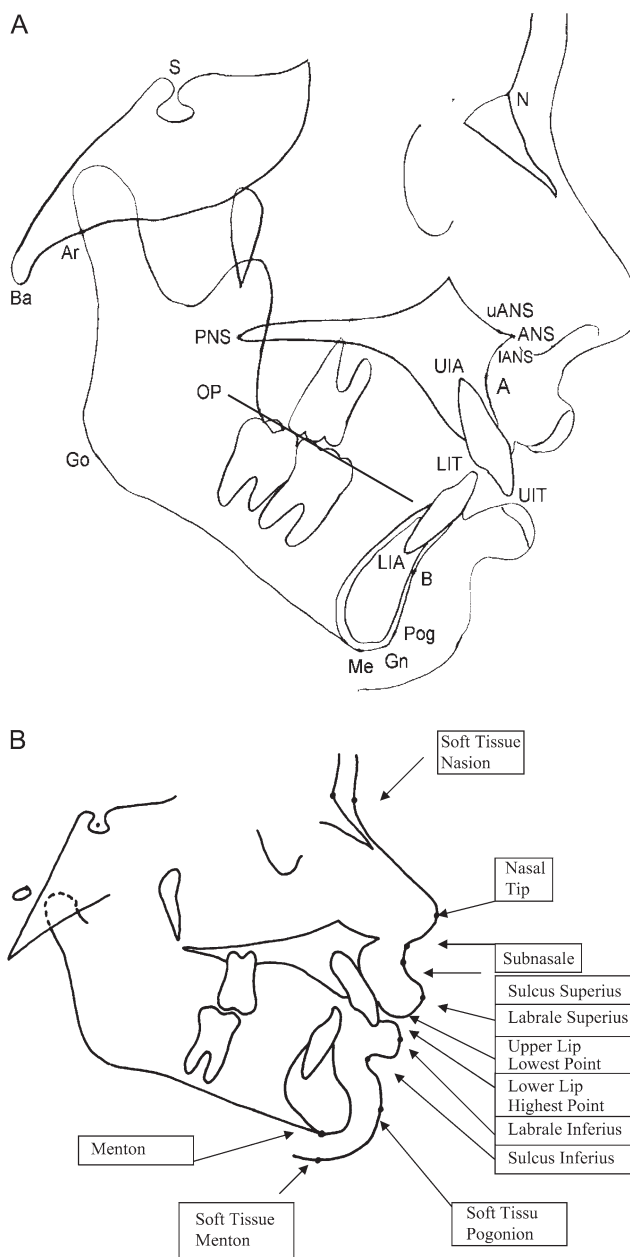 A
S
N
Ar
Ba
uANS
PNS
ANS
lANS
UIA
A
OP
Go
LIT
UIT
LIA
B
Pog
Gn
Me
B
Soft Tissue
Nasion
Nasal
Tip
Subnasale
Sulcus Superius
Labrale Superius
Upper Lip
Lowest Point
Lower Lip
Highest Point
Labrale Inferius
Sulcus Inferius
Menton
Soft Tissue
Menton
Soft Tissu
Pogonion